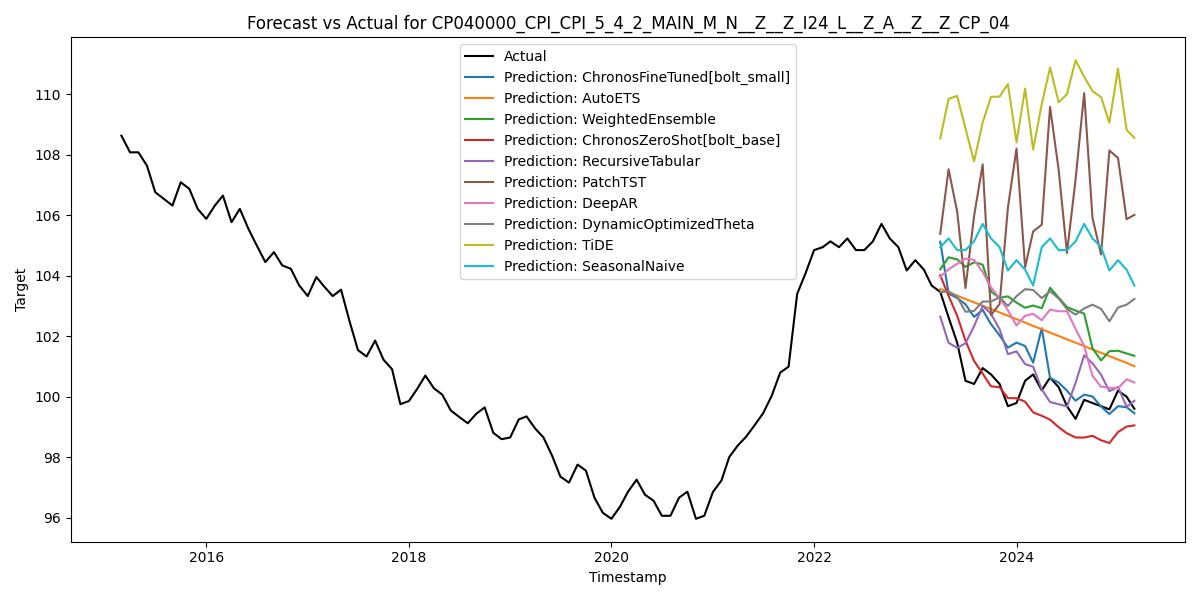 Forecast vs Actual for CP040000_CPI_CPI_5_4_2_MAIN_M_N__Z__Z_I24_L__Z_A__Z__Z_CP_04
Actual
Prediction: ChronosFineTuned[bolt_small]
Prediction: AutoETS
Prediction: WeightedEnsemble
Prediction: ChronosZeroShot[bolt_base]
Prediction: RecursiveTabular
Prediction: PatchTST
Prediction: DeepAR
Prediction: DynamicOptimizedTheta
Prediction: TiDE
Prediction: SeasonalNaive
Target
110
108
106
104
102
100
98
96
2016
2018
2020
2022
2024
Timestamp